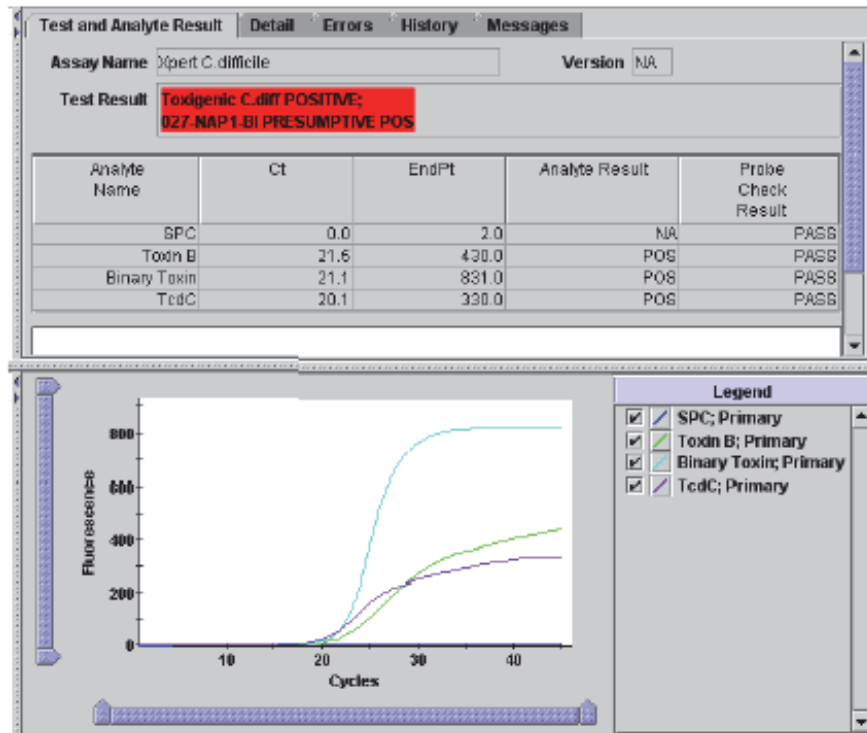 Test and Analyte Result Detail Errors History Messages
Assay Name Xpert C.difficile Version NA
Test Result Toxigenic C.diff POSITIVE;
027-NAP1-BI PRESUMPTIVE POS
Analyte Name Ct EndPt Analyte Result Probe Check Result
SPC 0.0 2.0 NA PASS
Toxin B 21.6 430.0 POS PASS
Binary Toxin 21.1 831.0 POS PASS
TcdC 20.1 330.0 POS PASS
Legend
SPC; Primary
Toxin B; Primary
Binary Toxin; Primary
TcdC; Primary
Fluorescence
800
600
400
200
0
10 20 30 40
Cycles